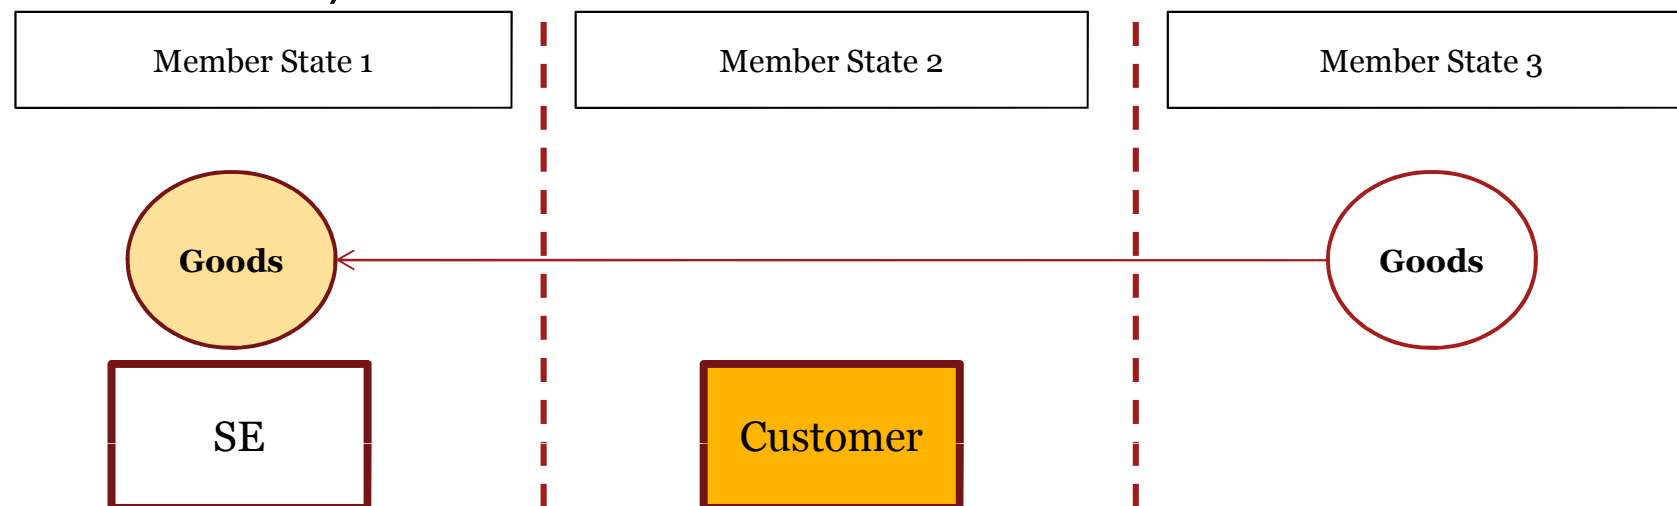 Member State 1
Member State 2
Member State 3
Goods
Goods
SE
Customer